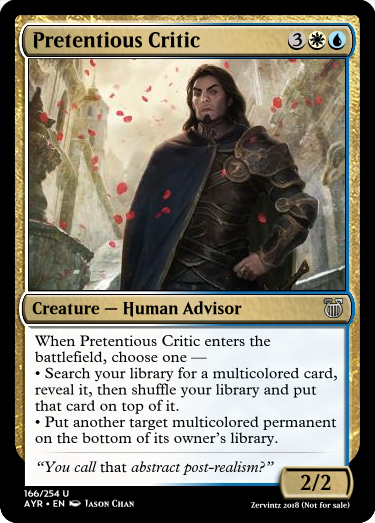 Pretentious Critic 3
Creature — Human Advisor
When Pretentious Critic enters the
battlefield, choose one —
• Search your library for a multicolored card,
reveal it, then shuffle your library and put
that card on top of it.
• Put another target multicolored permanent
on the bottom of its owner's library.
“You call that abstract post-realism?”
2/2
166/254 U
AYR • EN Jason Chan
Zervintz 2018 (Not for sale)